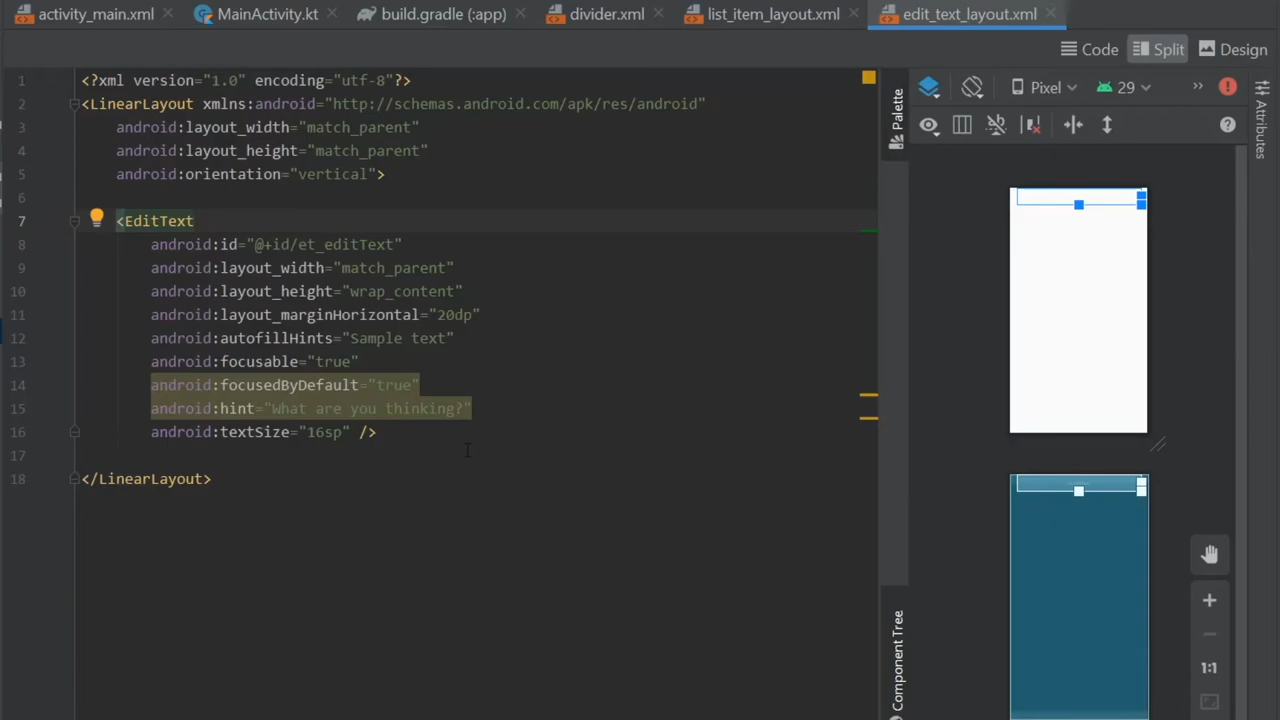 activity_main.xml MainActivity.kt build.gradle (:app) divider.xml list_item_layout.xml edit_text_layout.xml
Code Split Design
1 <?xml version="1.0" encoding="utf-8"?>
2 <LinearLayout xmlns:android="http://schemas.android.com/apk/res/android"
3 android:layout_width="match_parent"
4 android:layout_height="match_parent"
5 android:orientation="vertical">
6
7 <EditText
8 android:id="@+id/et_editText"
9 android:layout_width="match_parent"
10 android:layout_height="wrap_content"
11 android:layout_marginHorizontal="20dp"
12 android:autofillHints="Sample text"
13 android:focusable="true"
14 android:focusedByDefault="true"
15 android:hint="What are you thinking?"
16 android:textSize="16sp" />
17
18 </LinearLayout>
Palette
Pixel 29
Attributes
Component Tree
1:1